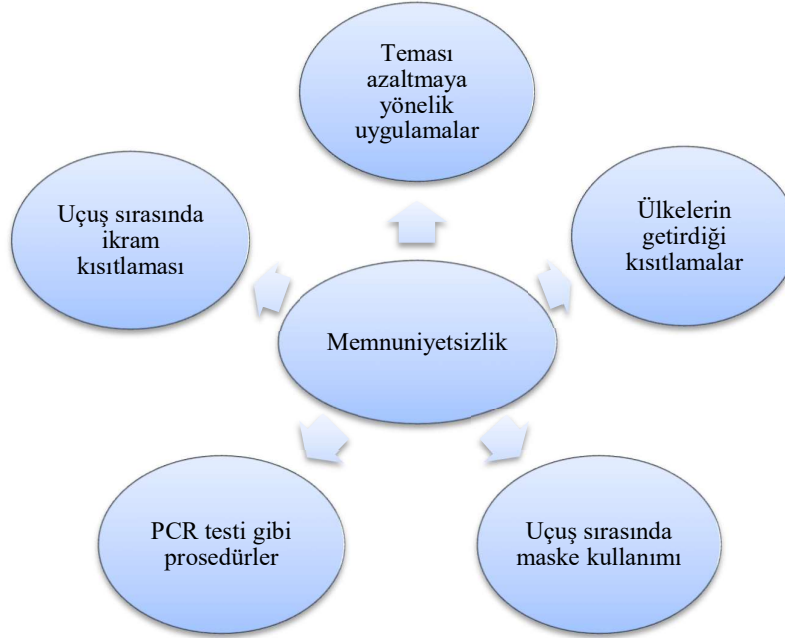 Teması
azaltmaya
yönelik
uygulamalar
Uçuş sırasında
ikram
kısıtlaması
Ülkelerin
getirdiği
kısıtlamalar
Memnuniyetsizlik
PCR testi gibi
prosedürler
Uçuş sırasında
maske kullanımı